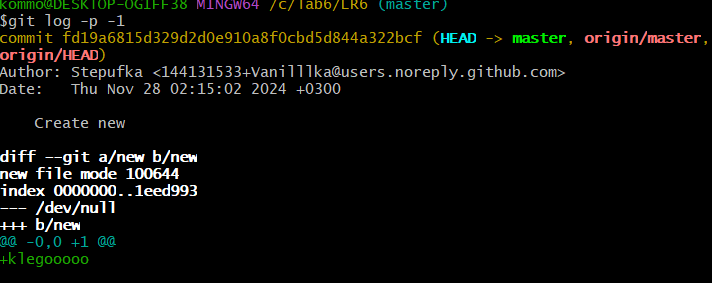 kommo@DESKTOP-OGIFF38 MINGW64 /c/Tab6/LR6 (master)
$git log -p -1
commit fd19a6815d329d2d0e910a8f0cbd5d844a322bcf (HEAD -> master, origin/master,
origin/HEAD)
Author: Stepufka <144131533+Vanilllka@users.noreply.github.com>
Date:   Thu Nov 28 02:15:02 2024 +0300
    Create new
diff --git a/new b/new
new file mode 100644
index 0000000..1eed993
--- /dev/null
+++ b/new
@@ -0,0 +1 @@
+klegooooo